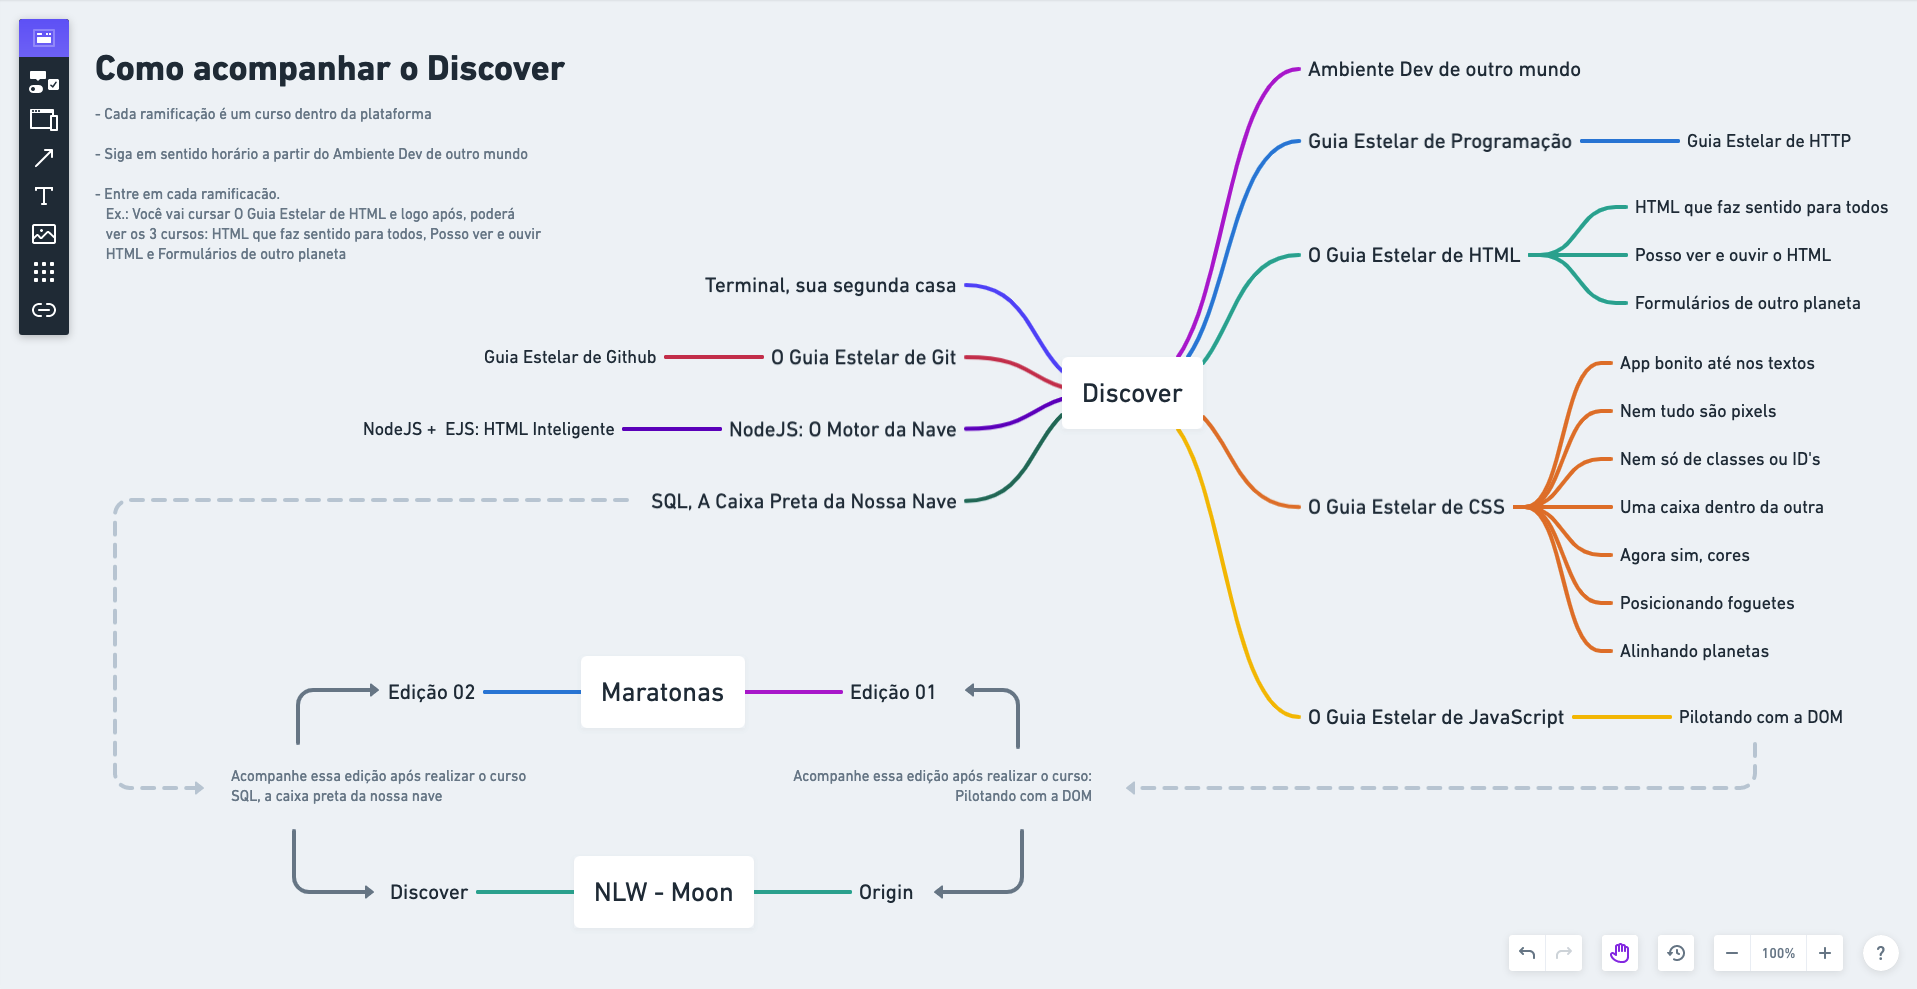 Como acompanhar o Discover
- Cada ramificação é um curso dentro da plataforma
- Siga em sentido horário a partir do Ambiente Dev de outro mundo
- Entre em cada ramificacão.
Ex.: Você vai cursar O Guia Estelar de HTML e logo após, poderá
ver os 3 cursos: HTML que faz sentido para todos, Posso ver e ouvir
HTML e Formulários de outro planeta
Ambiente Dev de outro mundo
Guia Estelar de Programação
Guia Estelar de HTTP
O Guia Estelar de HTML
HTML que faz sentido para todos
Posso ver e ouvir o HTML
Formulários de outro planeta
Discover
O Guia Estelar de CSS
App bonito até nos textos
Nem tudo são pixels
Nem só de classes ou ID's
Uma caixa dentro da outra
Agora sim, cores
Posicionando foguetes
Alinhando planetas
O Guia Estelar de JavaScript
Pilotando com a DOM
Terminal, sua segunda casa
Guia Estelar de Github
O Guia Estelar de Git
NodeJS + EJS: HTML Inteligente
NodeJS: O Motor da Nave
SQL, A Caixa Preta da Nossa Nave
Edição 02
Maratonas
Edição 01
Acompanhe essa edição após realizar o curso
SQL, a caixa preta da nossa nave
Acompanhe essa edição após realizar o curso:
Pilotando com a DOM
Discover
NLW - Moon
Origin
100%
?